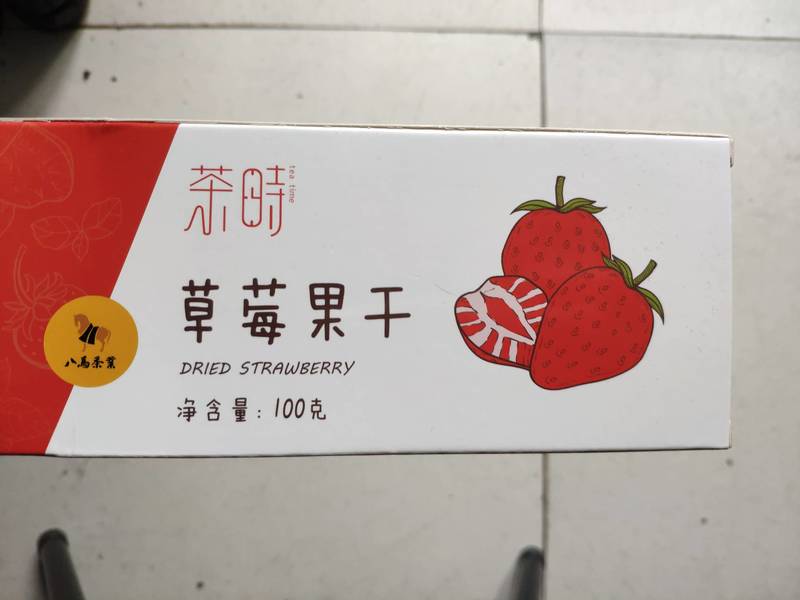 茶時
tea time
草莓果干
DRIED STRAWBERRY
净含量：100克
八馬茶業